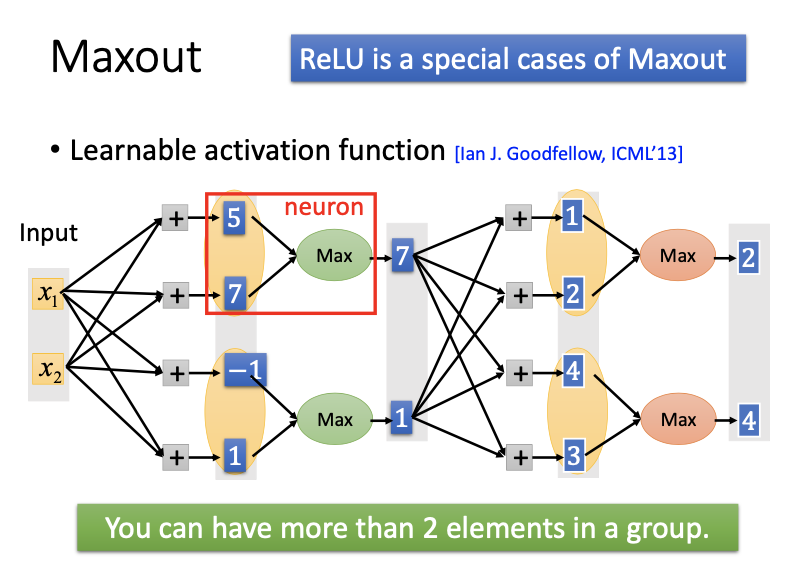 Maxout
ReLU is a special cases of Maxout
• Learnable activation function [Ian J. Goodfellow, ICML’13]
neuron
Input
+ 5 + 1
Max 7 Max 2
x₁ + 7 + 2
x₂ + −1 + 4
Max 1 Max 4
+ 1 + 3
You can have more than 2 elements in a group.